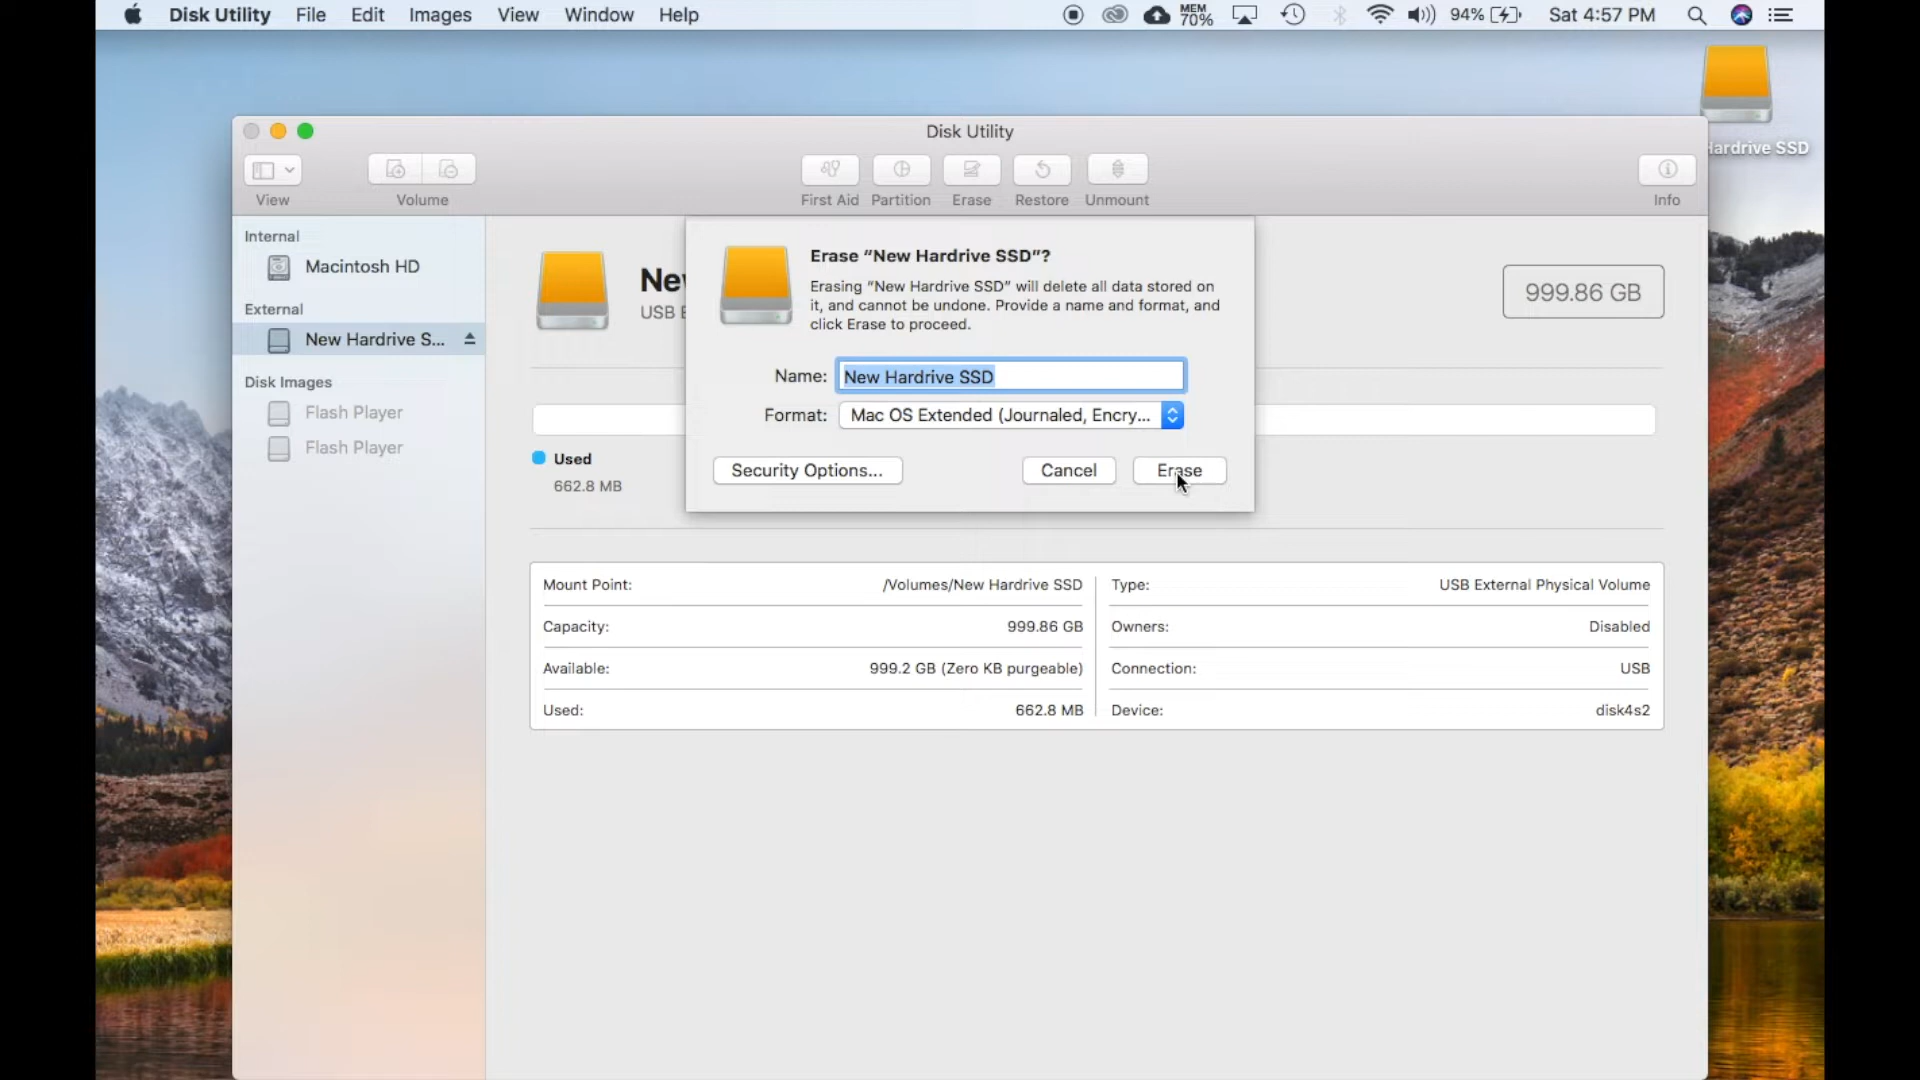 Disk Utility File Edit Images View Window Help MEM 70% 94% Sat 4:57 PM
Hardrive SSD
Disk Utility
View Volume First Aid Partition Erase Restore Unmount Info
Internal
Macintosh HD
External
New Hardrive S...
Disk Images
Flash Player
Flash Player
USB
999.86 GB
Used
662.8 MB
Erase “New Hardrive SSD”?
Erasing “New Hardrive SSD” will delete all data stored on
it, and cannot be undone. Provide a name and format, and
click Erase to proceed.
Name: New Hardrive SSD
Format: Mac OS Extended (Journaled, Encry...
Security Options... Cancel Erase
Mount Point: /Volumes/New Hardrive SSD
Capacity: 999.86 GB
Available: 999.2 GB (Zero KB purgeable)
Used: 662.8 MB
Type: USB External Physical Volume
Owners: Disabled
Connection: USB
Device: disk4s2